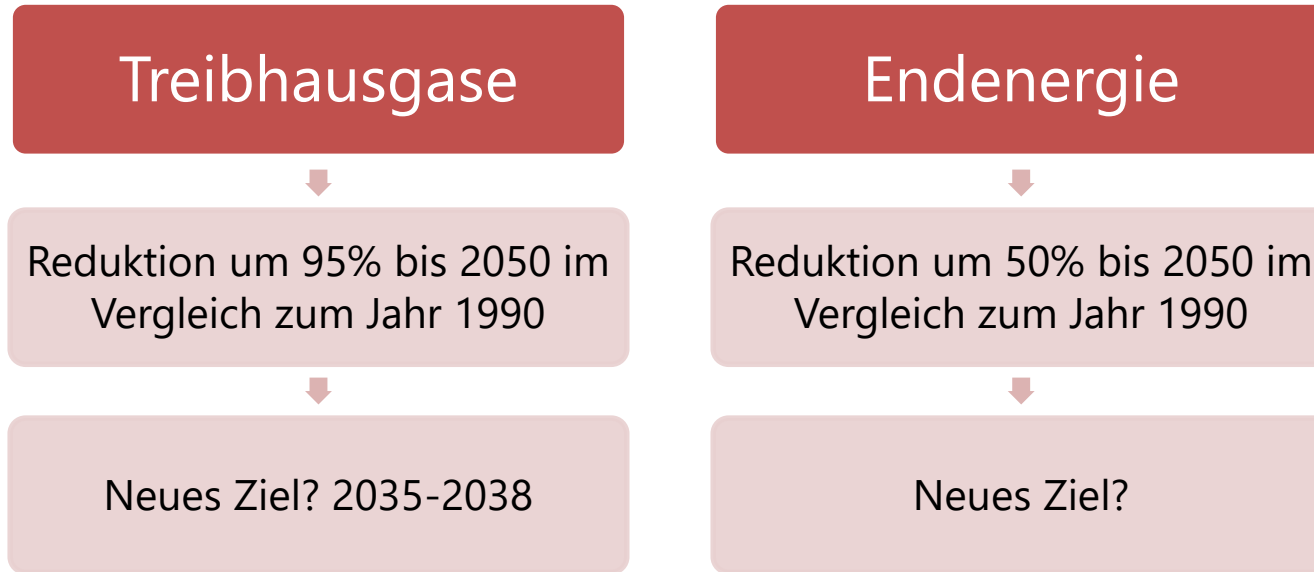 Treibhausgase
Reduktion um 95% bis 2050 im
Vergleich zum Jahr 1990
Neues Ziel? 2035-2038
Endenergie
Reduktion um 50% bis 2050 im
Vergleich zum Jahr 1990
Neues Ziel?